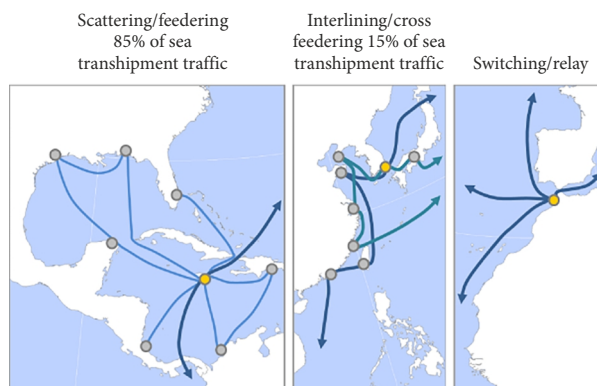 Scattering/feedering
85% of sea
transhipment traffic
Interlining/cross
feedering 15% of sea
transhipment traffic
Switching/relay